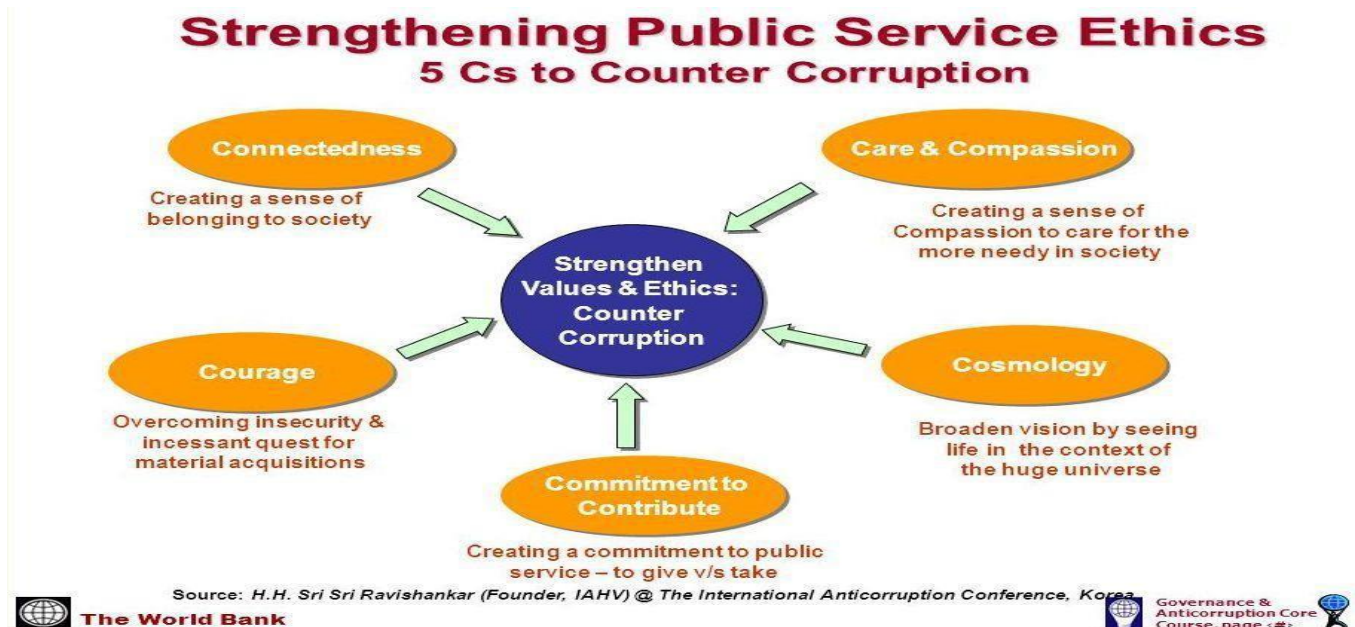 Strengthening Public Service Ethics
5 Cs to Counter Corruption
Connectedness
Creating a sense of
belonging to society
Care & Compassion
Creating a sense of
Compassion to care for the
more needy in society
Strengthen
Values & Ethics:
Counter
Corruption
Courage
Overcoming insecurity &
incessant quest for
material acquisitions
Cosmology
Broaden vision by seeing
life in the context of
the huge universe
Commitment to
Contribute
Creating a commitment to public
service – to give v/s take
Source: H.H. Sri Sri Ravishankar (Founder, IAHV) @ The International Anticorruption Conference, Korea
The World Bank
Governance &
Anticorruption Core
Course, page <#>